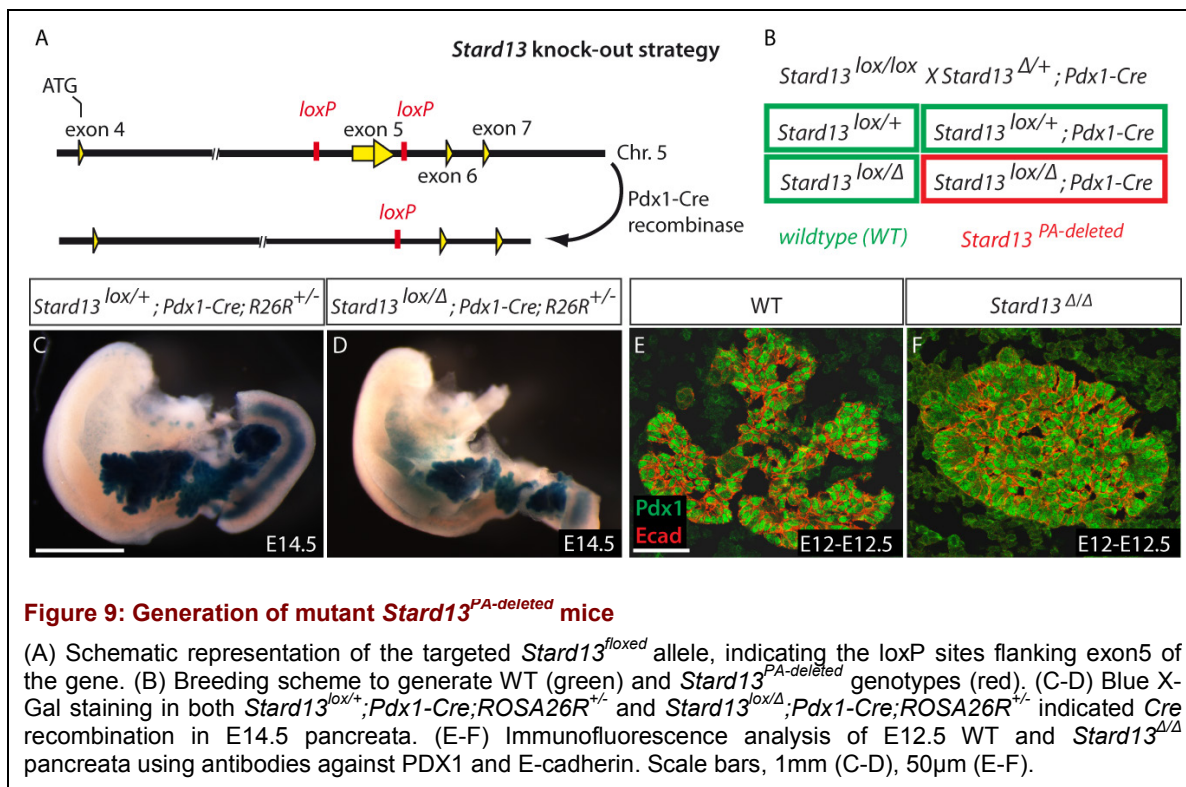 A
Stard13 knock-out strategy
ATG
exon 4
loxP
exon 5
loxP
exon 7
exon 6
Chr. 5
Pdx1-Cre
recombinase
loxP
B
Stard13 lox/lox X Stard13 Δ/+ ; Pdx1-Cre
Stard13 lox/+
Stard13 lox/+ ; Pdx1-Cre
Stard13 lox/Δ
Stard13 lox/Δ ; Pdx1-Cre
wildtype (WT)
Stard13 PA-deleted
Stard13 lox/+ ; Pdx1-Cre; R26R +/-
Stard13 lox/Δ ; Pdx1-Cre; R26R +/-
WT
Stard13 Δ/Δ
C
E14.5
D
E14.5
E
Pdx1
Ecad
E12-E12.5
F
E12-E12.5
Figure 9: Generation of mutant Stard13PA-deleted mice
(A) Schematic representation of the targeted Stard13floxed allele, indicating the loxP sites flanking exon5 of
the gene. (B) Breeding scheme to generate WT (green) and Stard13PA-deleted genotypes (red). (C-D) Blue X-
Gal staining in both Stard13lox/+;Pdx1-Cre;ROSA26R+/- and Stard13lox/Δ;Pdx1-Cre;ROSA26R+/- indicated Cre
recombination in E14.5 pancreata. (E-F) Immunofluorescence analysis of E12.5 WT and Stard13Δ/Δ
pancreata using antibodies against PDX1 and E-cadherin. Scale bars, 1mm (C-D), 50µm (E-F).